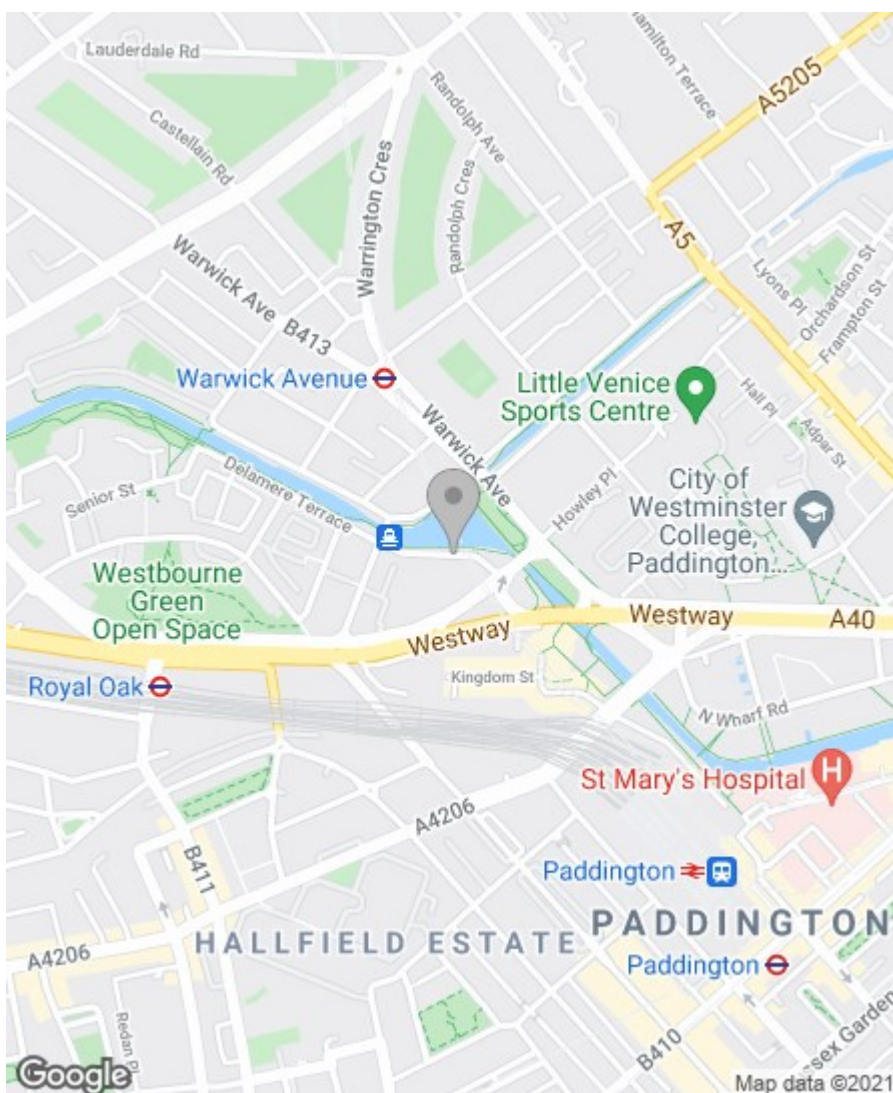 Lauderdale Rd
Hamilton Terrace
A5205
Randolph Ave
Castellain Rd
Warrington Cres
Randolph Cres
A5
Lyons Pl
Orchardson St
Frampton St
Warwick Ave
B413
Warwick Avenue
Little Venice
Sports Centre
Hall Pl
Adpar St
Warwick Ave
Senior St
Delamere Terrace
Howley Pl
City of
Westminster
College,
Paddington...
Westbourne
Green
Open Space
Westway
Westway
A40
Royal Oak
Kingdom St
N Wharf Rd
St Mary's Hospital
H
A4206
B411
Paddington
PADDINGTON
HALLFIELD ESTATE
A4206
Paddington
Redan Pl
B410
ssex Garden
Google
Map data ©2021